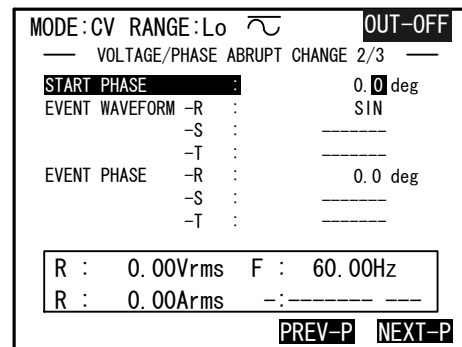 MODE:CV RANGE:Lo OUT-OFF
VOLTAGE/PHASE ABRUPT CHANGE 2/3
START PHASE : 0.0 deg
EVENT WAVEFORM -R : SIN
-S : -------
-T : -------
EVENT PHASE -R : 0.0 deg
-S : -------
-T : -------
R : 0.00Vrms F : 60.00Hz
R : 0.00Arms -:------- ---
PREV-P NEXT-P